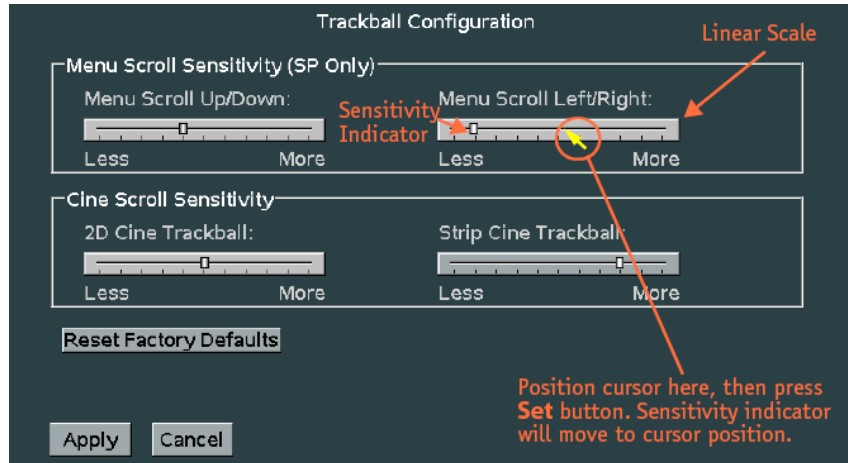 Trackball Configuration
Linear Scale
Menu Scroll Sensitivity (SP Only)
Menu Scroll Up/Down:
Sensitivity
Indicator
Menu Scroll Left/Right:
Less
More
Less
More
Cine Scroll Sensitivity
2D Cine Trackball:
Strip Cine Trackball:
Less
More
Less
More
Reset Factory Defaults
Position cursor here, then press
Set button. Sensitivity indicator
will move to cursor position.
Apply
Cancel